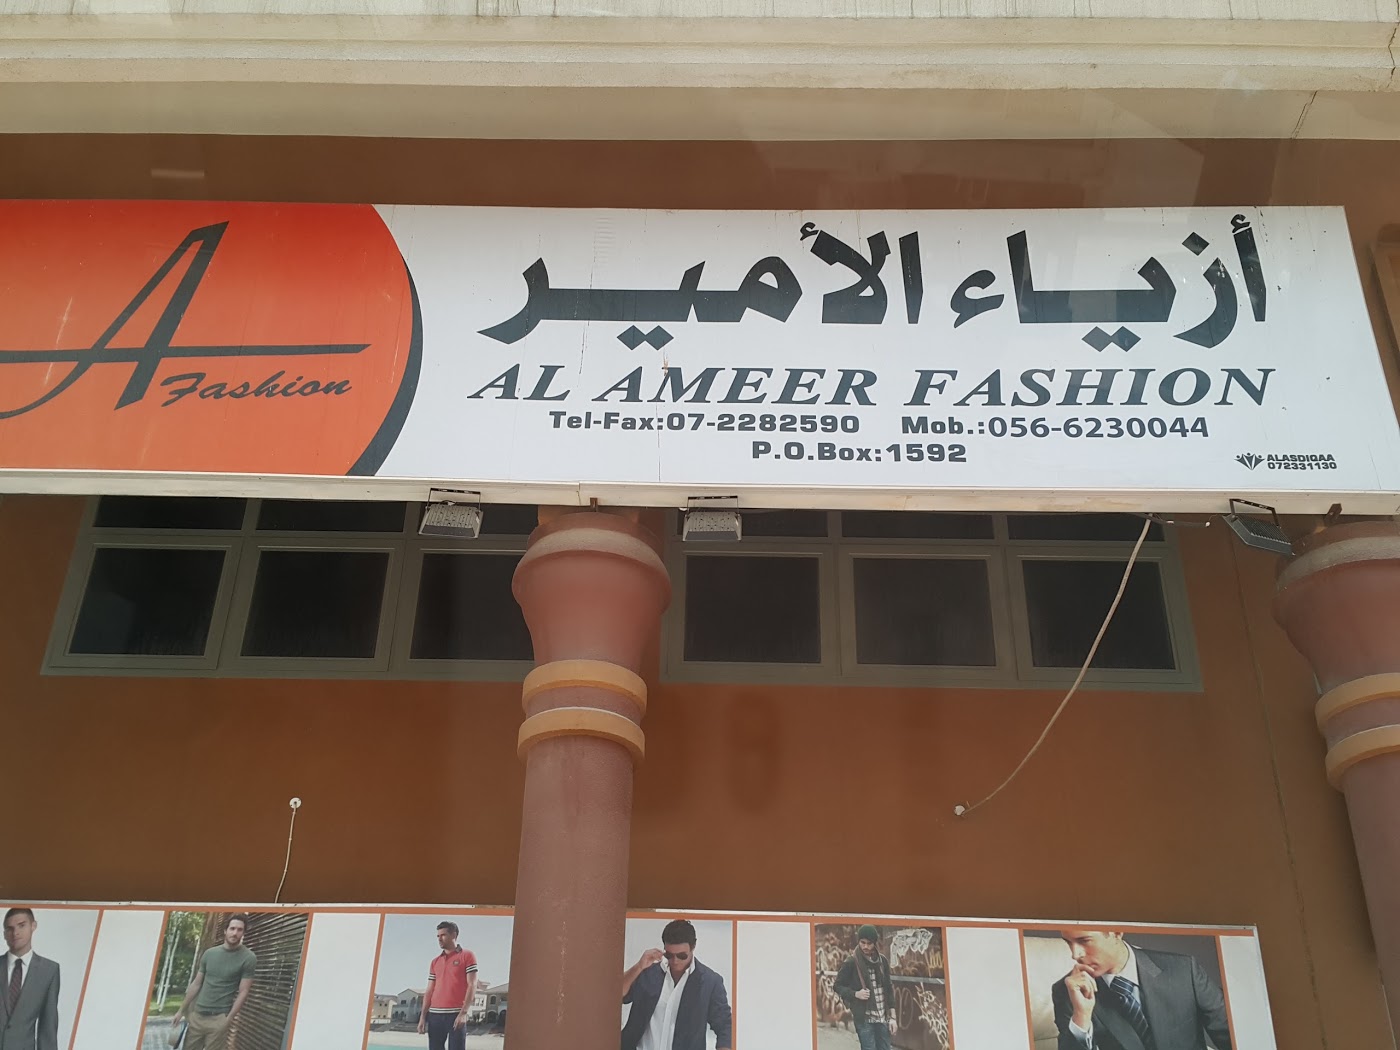 A
Fashion
أزياء الأمير
AL AMEER FASHION
Tel-Fax:07-2282590 Mob.:056-6230044
P.O.Box:1592
ALASDIQAA
072331130